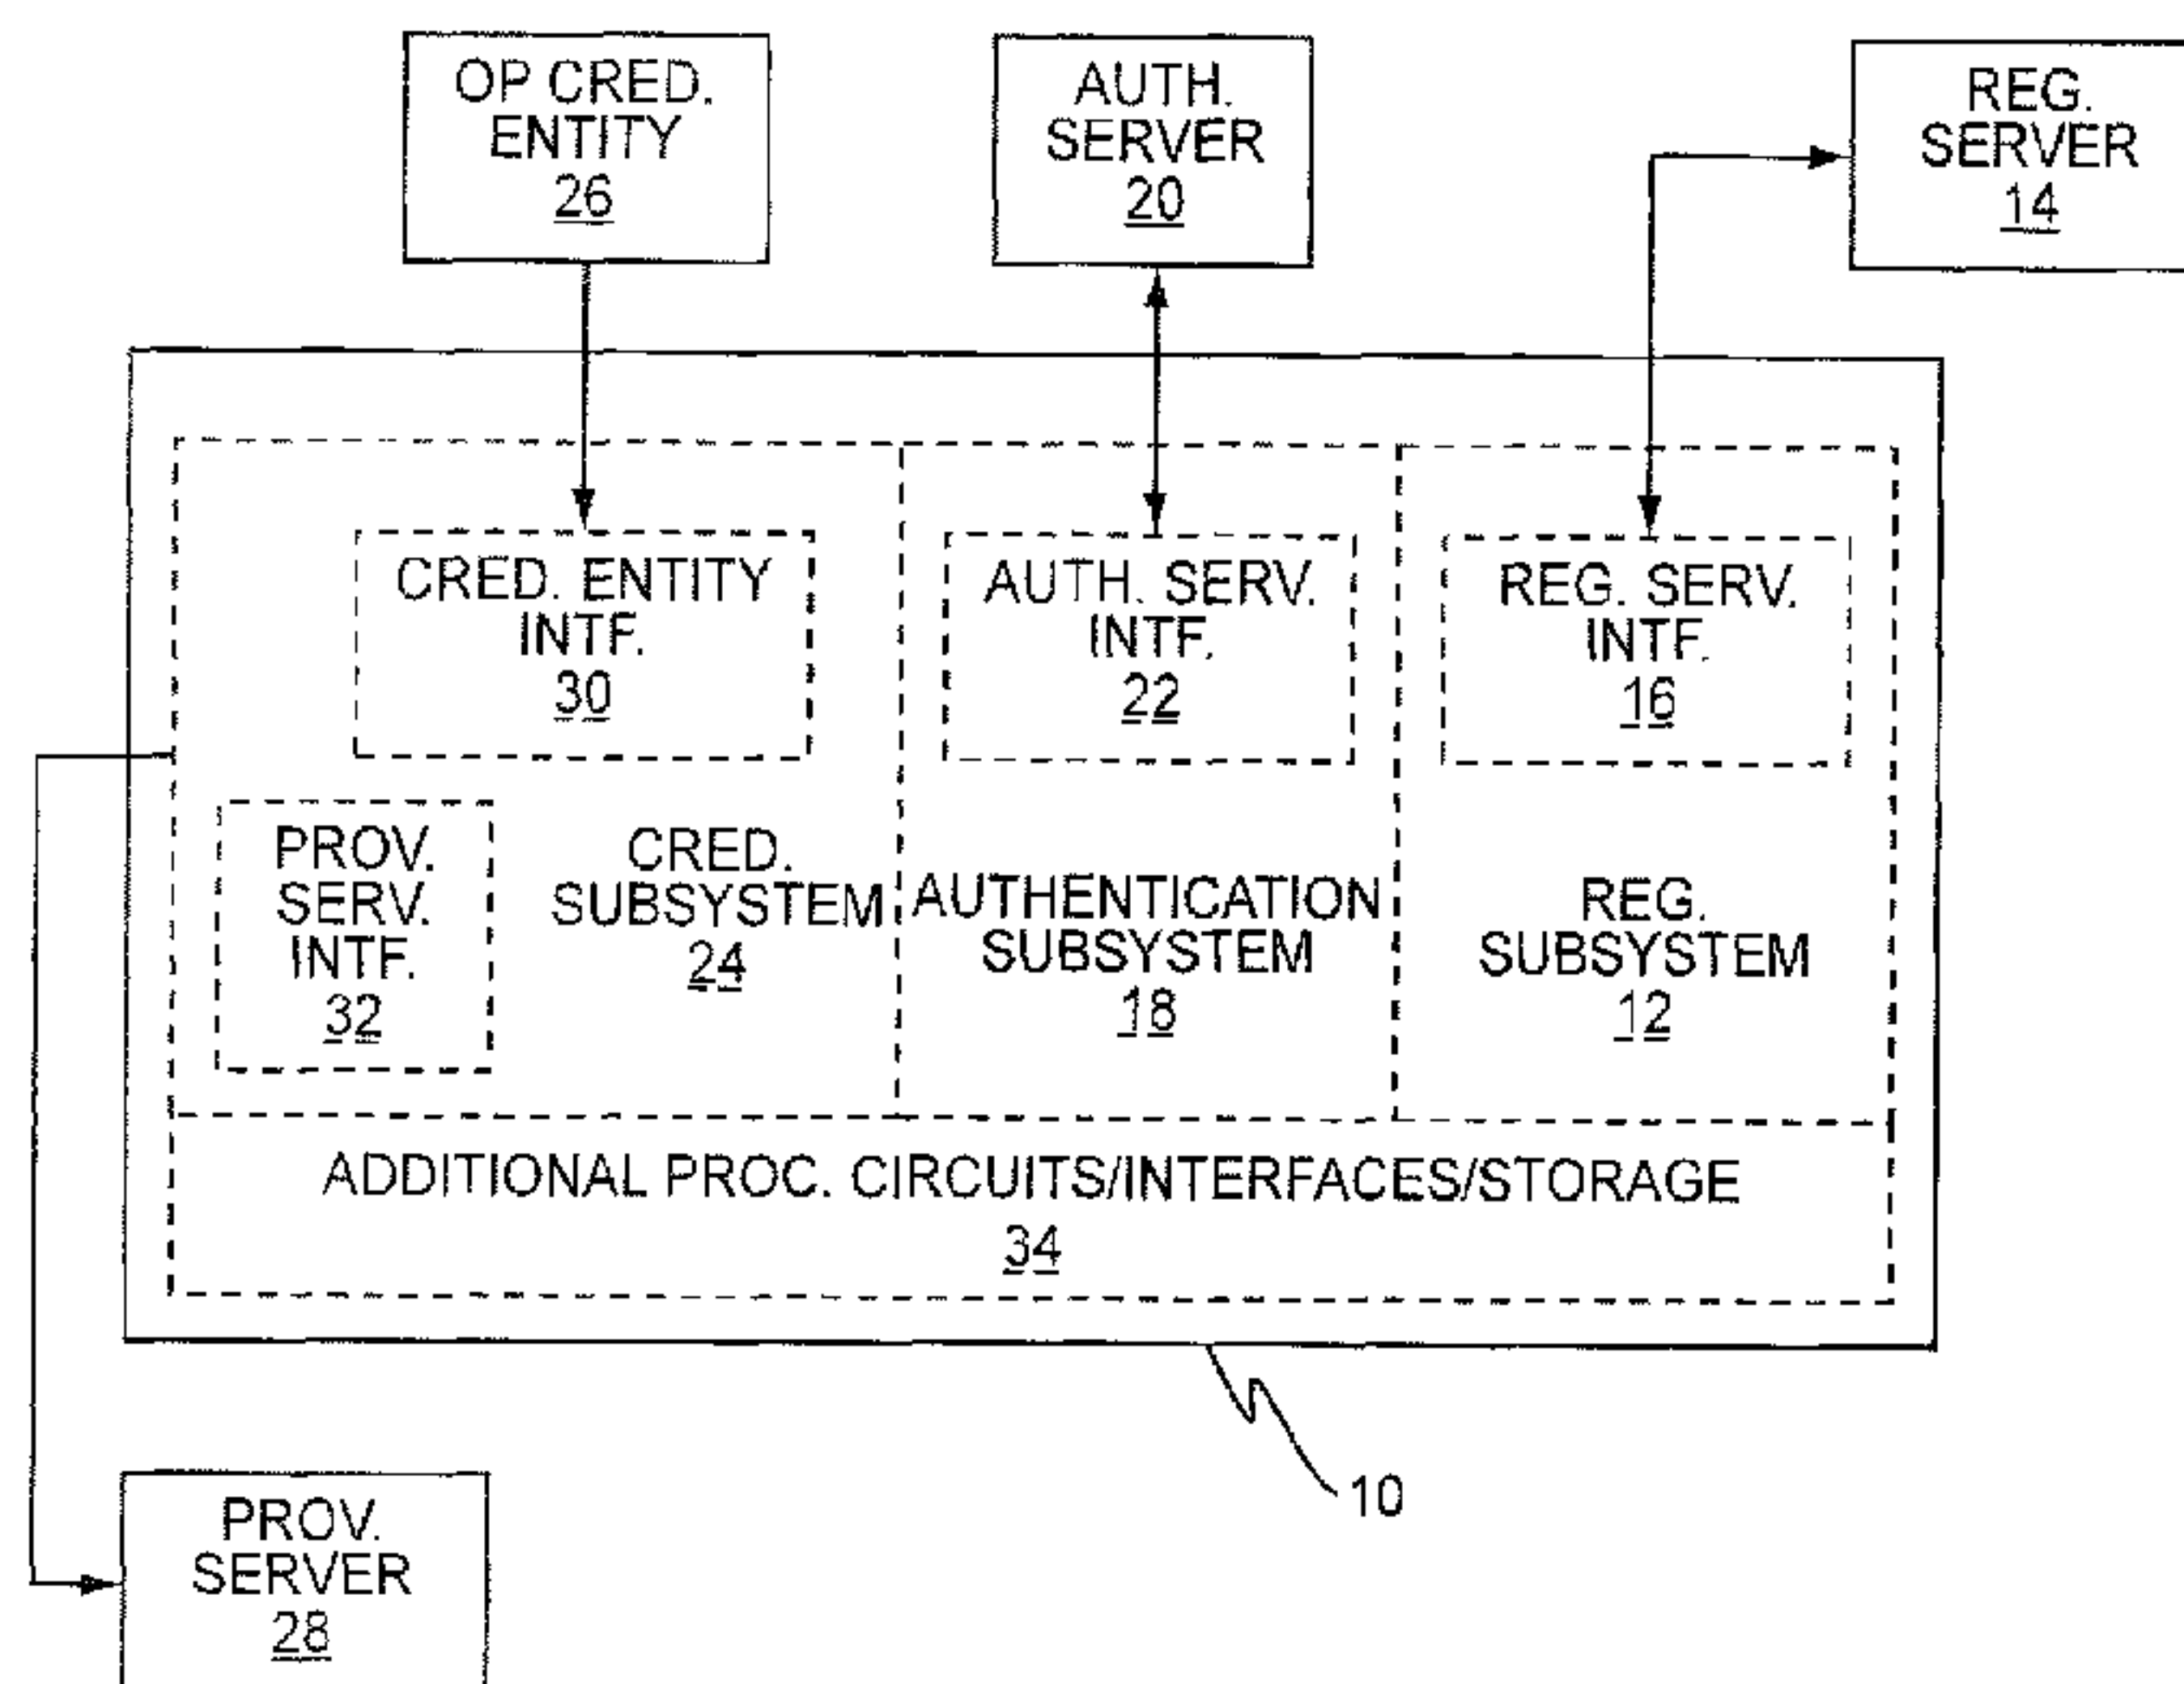 OP CRED.
ENTITY
26
AUTH.
SERVER
20
REG.
SERVER
14
CRED. ENTITY
INTF.
30
AUTH. SERV.
INTF.
22
REG. SERV.
INTF.
16
PROV.
SERV.
INTF.
32
CRED.
SUBSYSTEM
24
AUTHENTICATION
SUBSYSTEM
18
REG.
SUBSYSTEM
12
ADDITIONAL PROC. CIRCUITS/INTERFACES/STORAGE
34
10
PROV.
SERVER
28